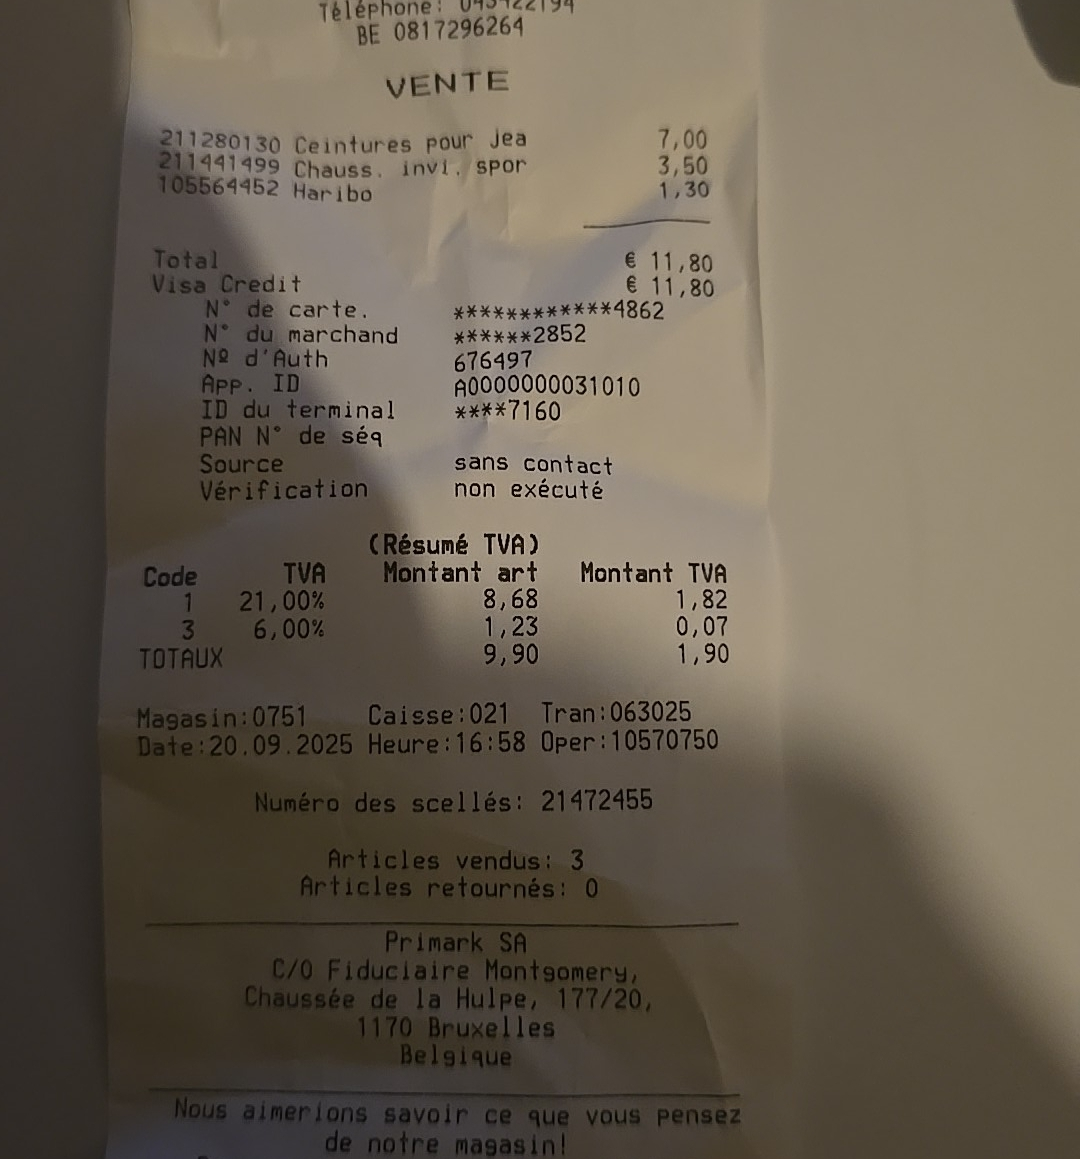 Téléphone:
BE 0817296264
VENTE
211280130 Ceintures pour jea 7,00
211441499 Chauss. invi. spor 3,50
105564452 Haribo 1,30
Total € 11,80
Visa Credit € 11,80
N° de carte. ************4862
N° du marchand ******2852
Nº d'Auth 676497
App. ID A0000000031010
ID du terminal ****7160
PAN N° de séq
Source sans contact
Vérification non exécuté
(Résumé TVA)
Code TVA Montant art Montant TVA
1 21,00% 8,68 1,82
3 6,00% 1,23 0,07
TOTAUX 9,90 1,90
Magasin:0751 Caisse:021 Tran:063025
Date:20.09.2025 Heure:16:58 Oper:10570750
Numéro des scellés: 21472455
Articles vendus: 3
Articles retournés: 0
Primark SA
C/O Fiduciaire Montgomery,
Chaussée de la Hulpe, 177/20,
1170 Bruxelles
Belgique
Nous aimerions savoir ce que vous pensez
de notre magasin!